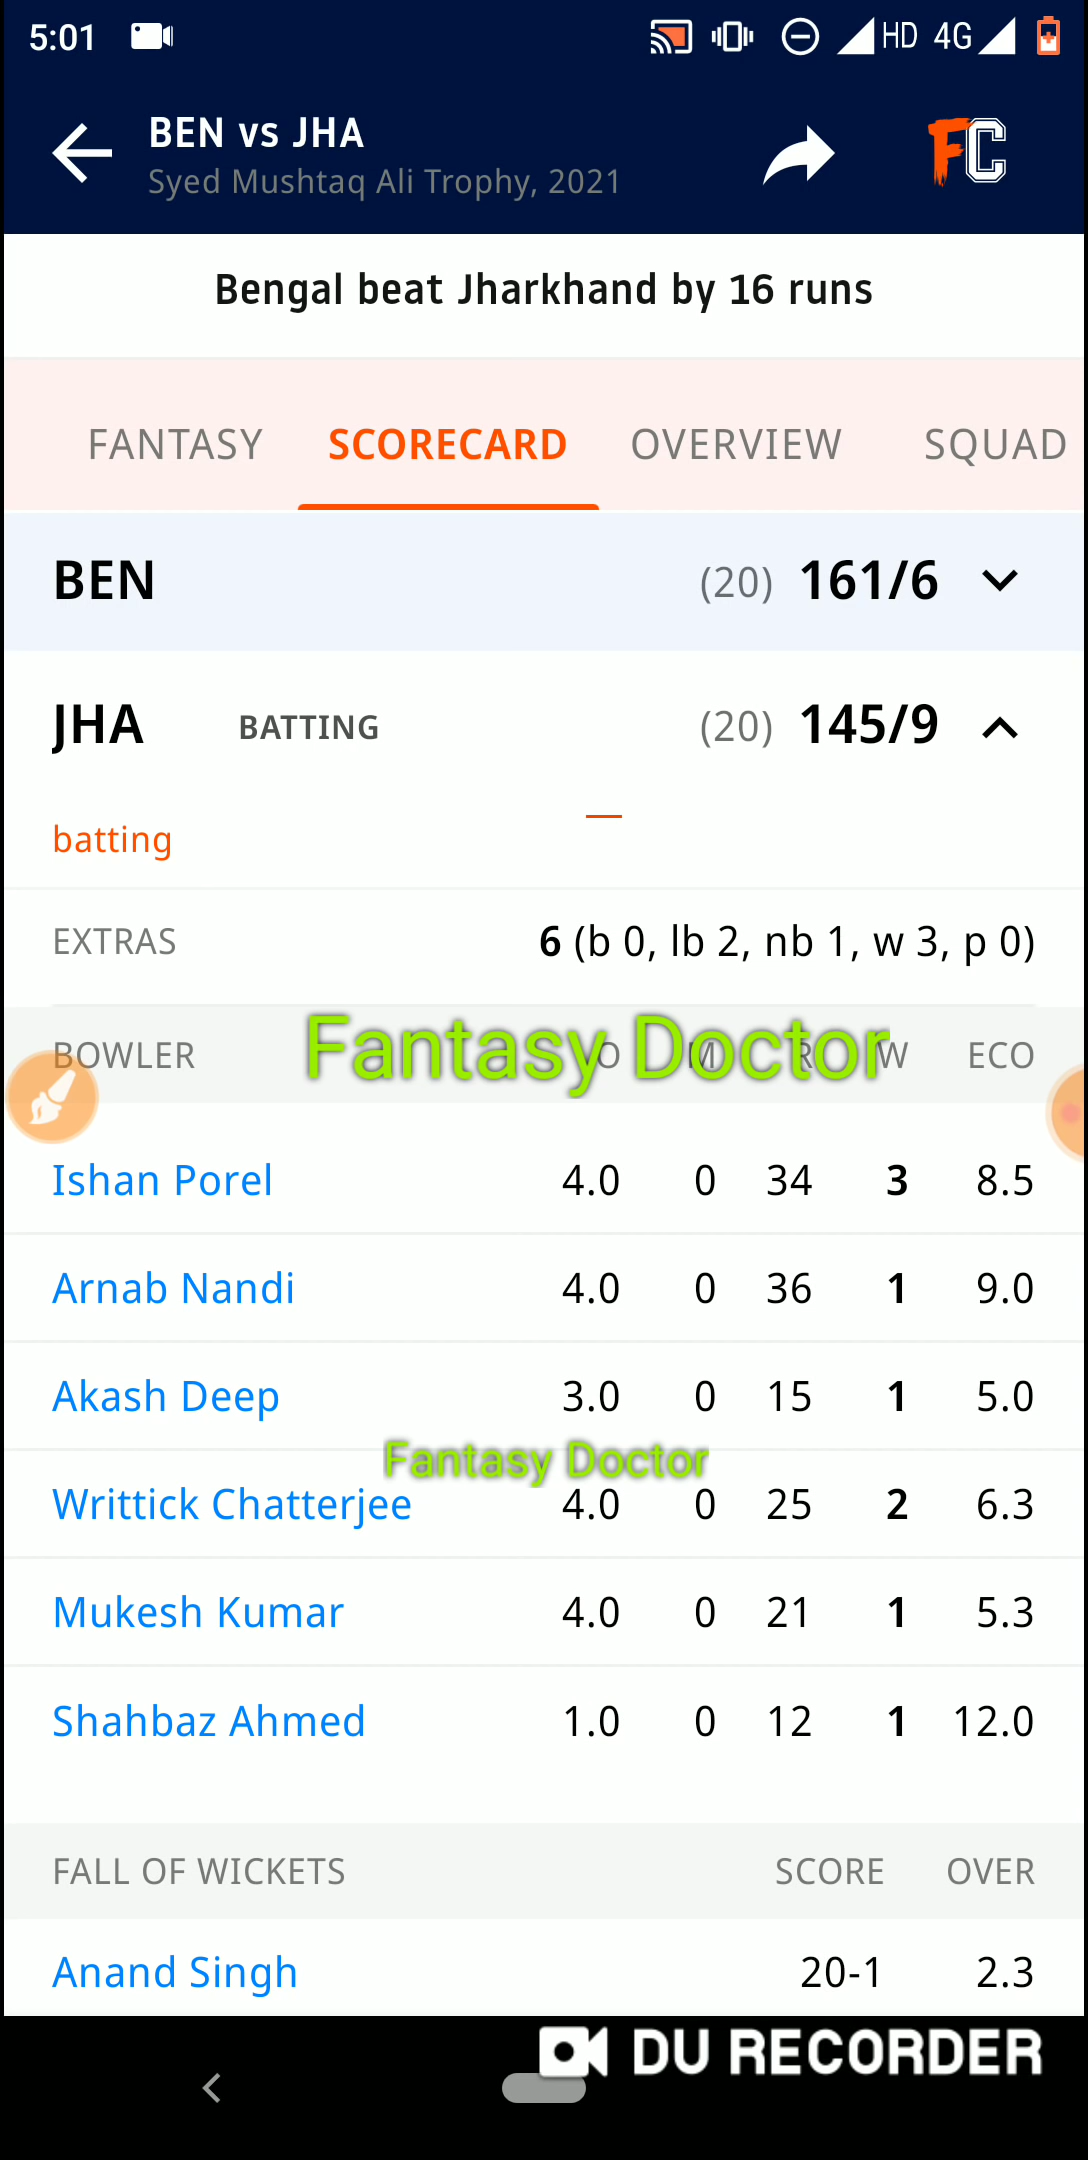 5:01 HD 4G
BEN vs JHA
Syed Mushtaq Ali Trophy, 2021
FC
Bengal beat Jharkhand by 16 runs
FANTASY SCORECARD OVERVIEW SQUAD
BEN (20) 161/6
JHA BATTING (20) 145/9
batting —
EXTRAS 6 (b 0, lb 2, nb 1, w 3, p 0)
Fantasy Doctor
BOWLER O M R W ECO
Ishan Porel 4.0 0 34 3 8.5
Arnab Nandi 4.0 0 36 1 9.0
Akash Deep 3.0 0 15 1 5.0
Fantasy Doctor
Writtick Chatterjee 4.0 0 25 2 6.3
Mukesh Kumar 4.0 0 21 1 5.3
Shahbaz Ahmed 1.0 0 12 1 12.0
FALL OF WICKETS SCORE OVER
Anand Singh 20-1 2.3
DU RECORDER